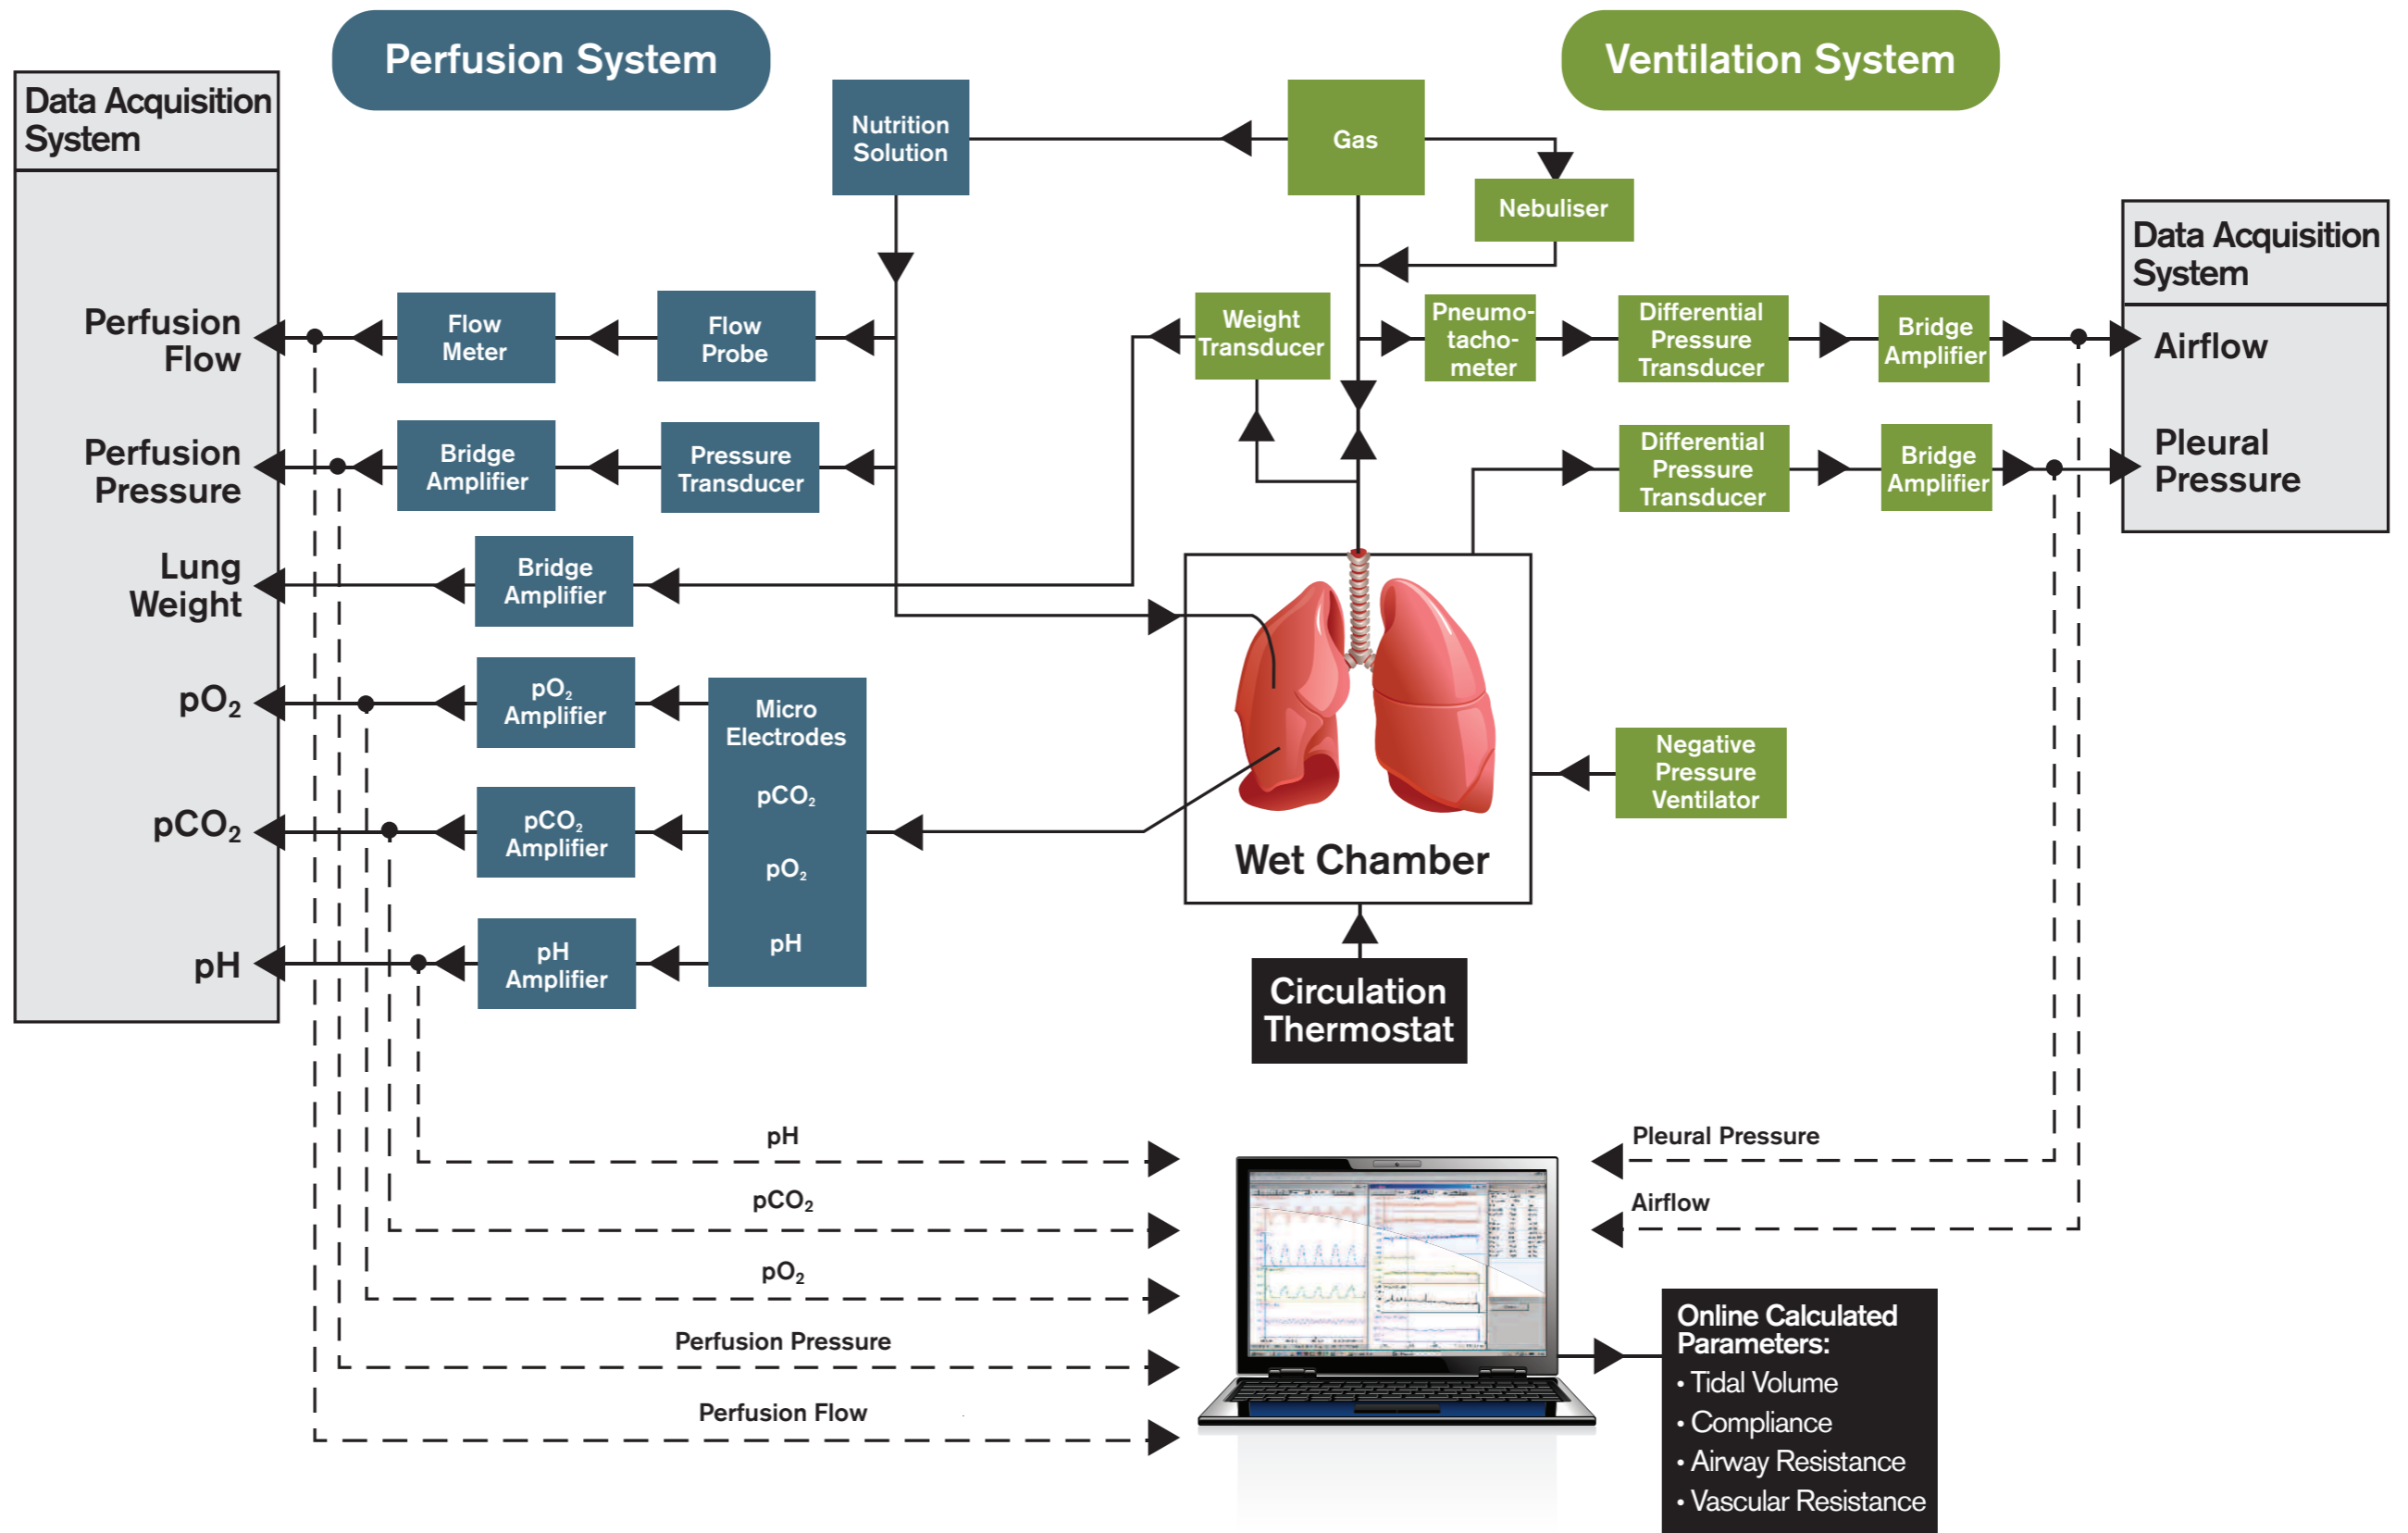 Perfusion System
Ventilation System
Data Acquisition
System
Nutrition
Solution
Gas
Nebuliser
Data Acquisition
System
Perfusion
Flow
Flow
Meter
Flow
Probe
Weight
Transducer
Pneumo-
tacho-
meter
Differential
Pressure
Transducer
Bridge
Amplifier
Airflow
Perfusion
Pressure
Bridge
Amplifier
Pressure
Transducer
Differential
Pressure
Transducer
Bridge
Amplifier
Pleural
Pressure
Lung
Weight
Bridge
Amplifier
pO₂
pO₂
Amplifier
Micro
Electrodes
pCO₂
pO₂
pH
pCO₂
pCO₂
Amplifier
pH
pH
Amplifier
Negative
Pressure
Ventilator
Wet Chamber
Circulation
Thermostat
pH
pCO₂
pO₂
Perfusion Pressure
Perfusion Flow
Pleural Pressure
Airflow
Online Calculated
Parameters:
• Tidal Volume
• Compliance
• Airway Resistance
• Vascular Resistance